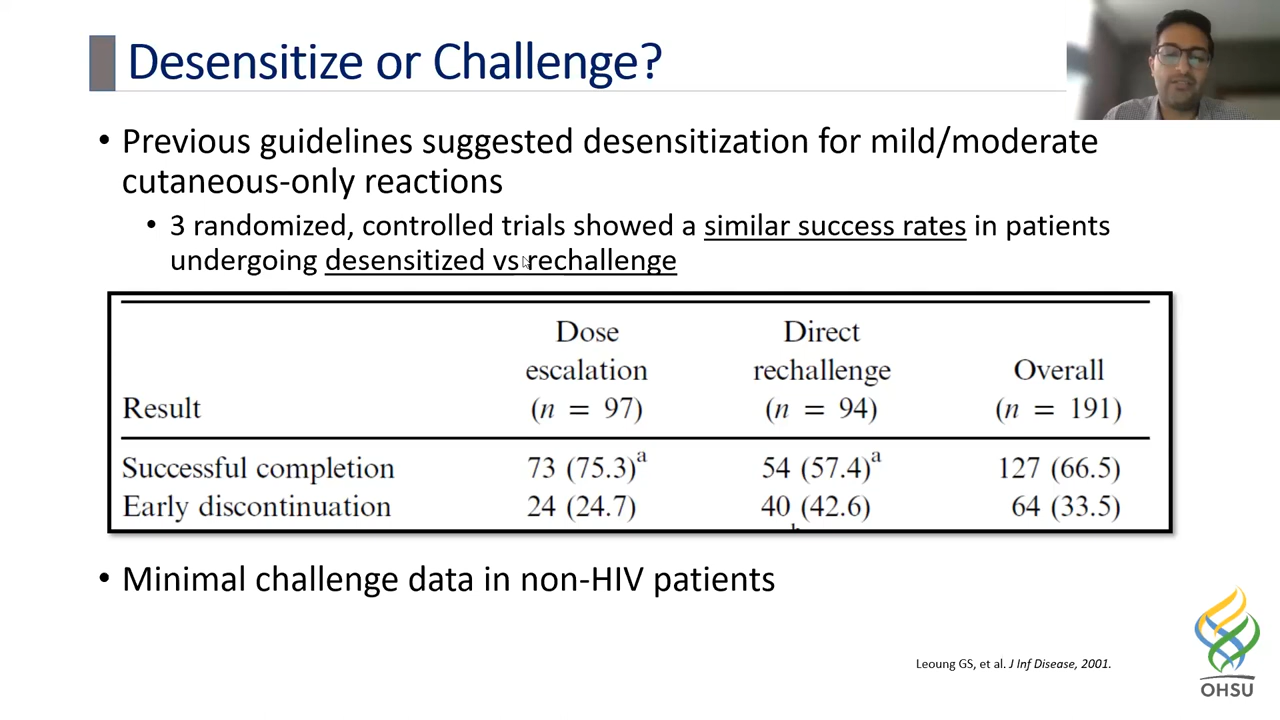 Desensitize or Challenge?
• Previous guidelines suggested desensitization for mild/moderate
cutaneous-only reactions
• 3 randomized, controlled trials showed a similar success rates in patients
undergoing desensitized vs rechallenge
Dose
escalation
(n = 97)
Direct
rechallenge
(n = 94)
Overall
(n = 191)
Result
Successful completion 73 (75.3)a 54 (57.4)a 127 (66.5)
Early discontinuation 24 (24.7) 40 (42.6) 64 (33.5)
• Minimal challenge data in non-HIV patients
Leoung GS, et al. J Inf Disease, 2001.
OHSU